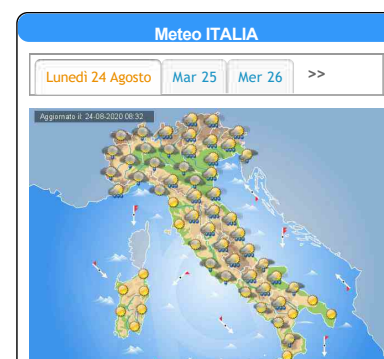 Meteo ITALIA
Lunedì 24 Agosto Mar 25 Mer 26 >>
Aggiornato il: 24-08-2020 08:32